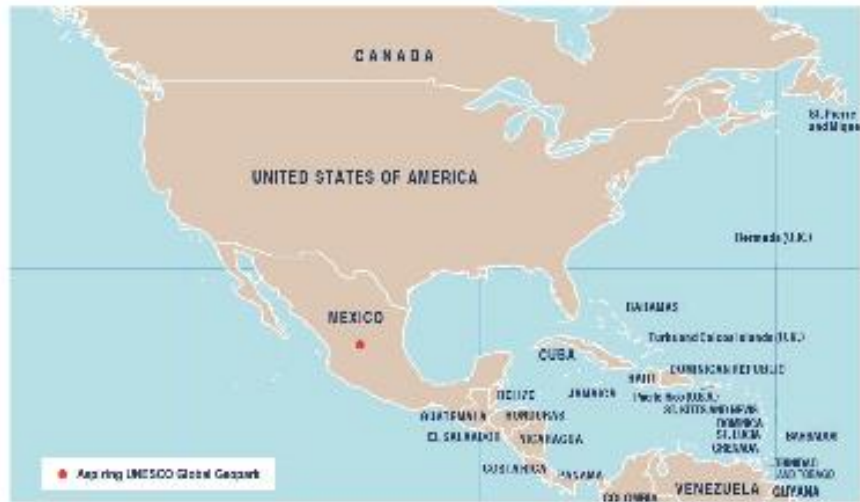 CANADA
St. Pierre
and Mique
UNITED STATES OF AMERICA
Bermuda (U.K.)
BAHAMAS
MEXICO
Turks and Caicos Islands (U.K.)
CUBA
DOMINICAN REPUBLIC
HAITI
BELIZE
JAMAICA
Puerto Rico (U.S.A.)
ST. KITTS AND NEVIS
GUATEMALA
HONDURAS
DOMINICA
EL SALVADOR
NICARAGUA
ST. LUCIA
BARBADOS
GRENADA
COSTA RICA
PANAMA
TRINIDAD
AND TOBAGO
COLOMBIA
VENEZUELA
GUYANA
Aspiring UNESCO Global Geopark